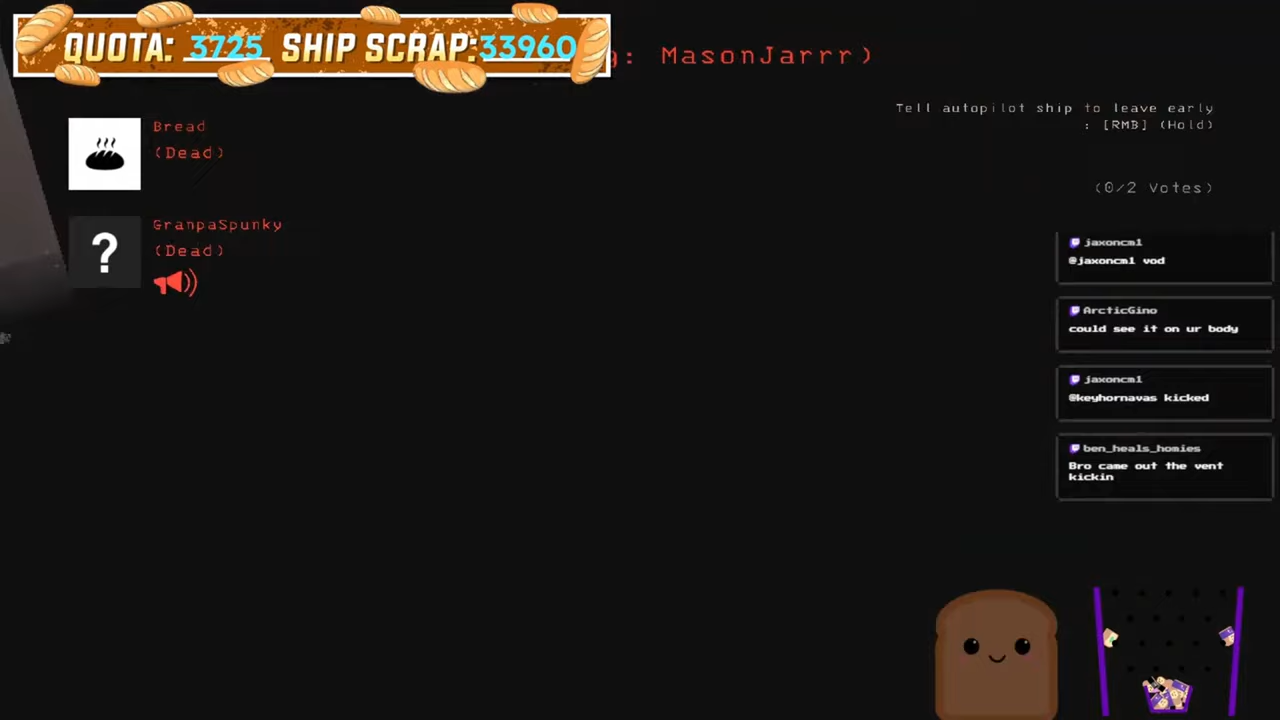 QUOTA: 3725 SHIP SCRAP:33960
: MasonJarrr)
Tell autopilot ship to leave early
: [RMB] (Hold)
(0/2 Votes)
Bread
(Dead)
GranpaSpunky
(Dead)
?
jaxoncm1
@jaxoncm1 vod
ArcticGino
could see it on ur body
jaxoncm1
@keyhornavas kicked
ben_heals_homies
Bro came out the vent
kickin